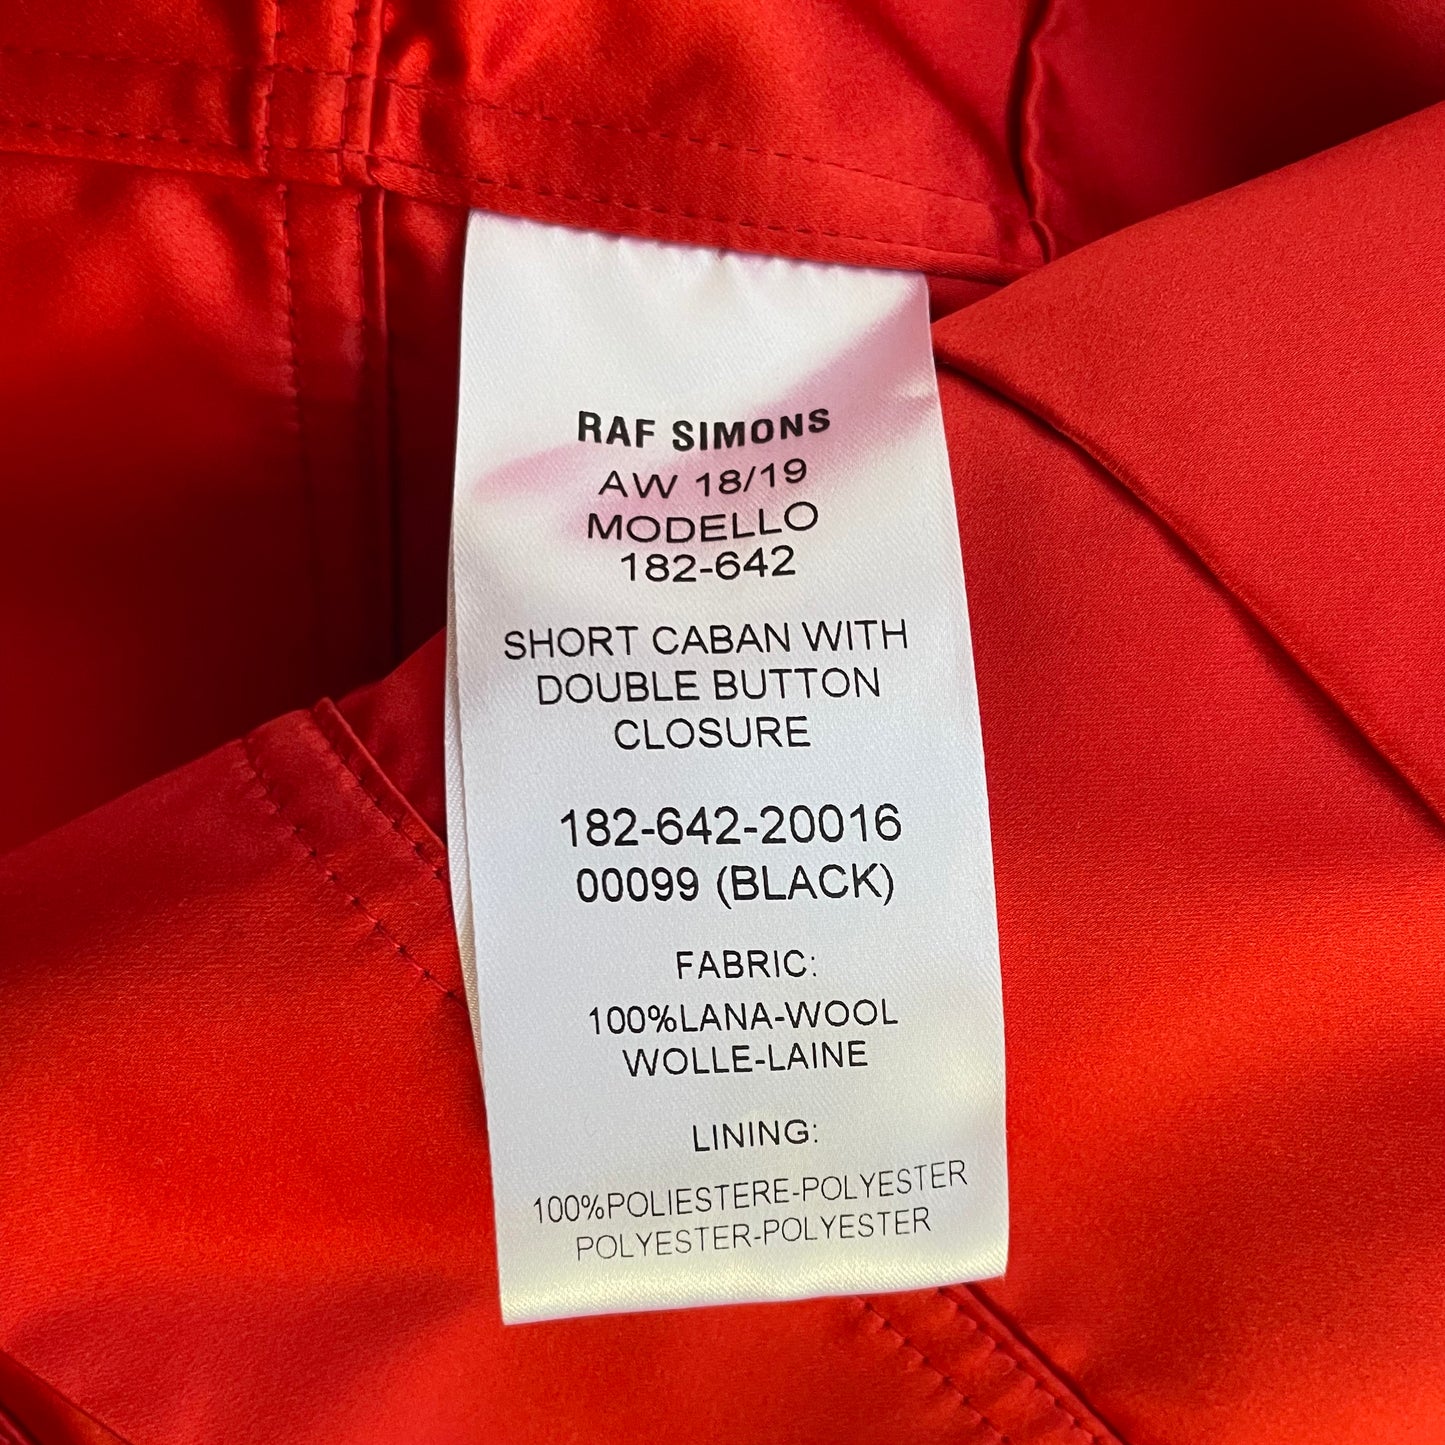 RAF SIMONS
AW 18/19
MODELLO
182-642
SHORT CABAN WITH
DOUBLE BUTTON
CLOSURE
182-642-20016
00099 (BLACK)
FABRIC:
100%LANA-WOOL
WOLLE-LAINE
LINING:
100%POLIESTERE-POLYESTER
POLYESTER-POLYESTER